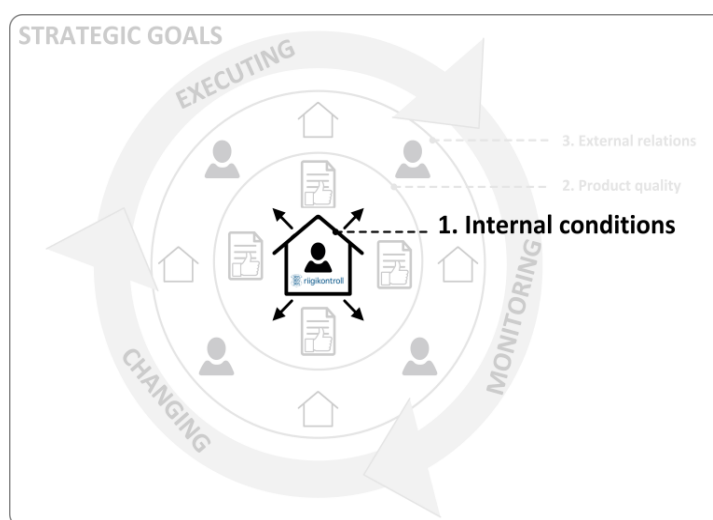 STRATEGIC GOALS
EXECUTING
3. External relations
2. Product quality
1. Internal conditions
riigikontroll
MONITORING
CHANGING